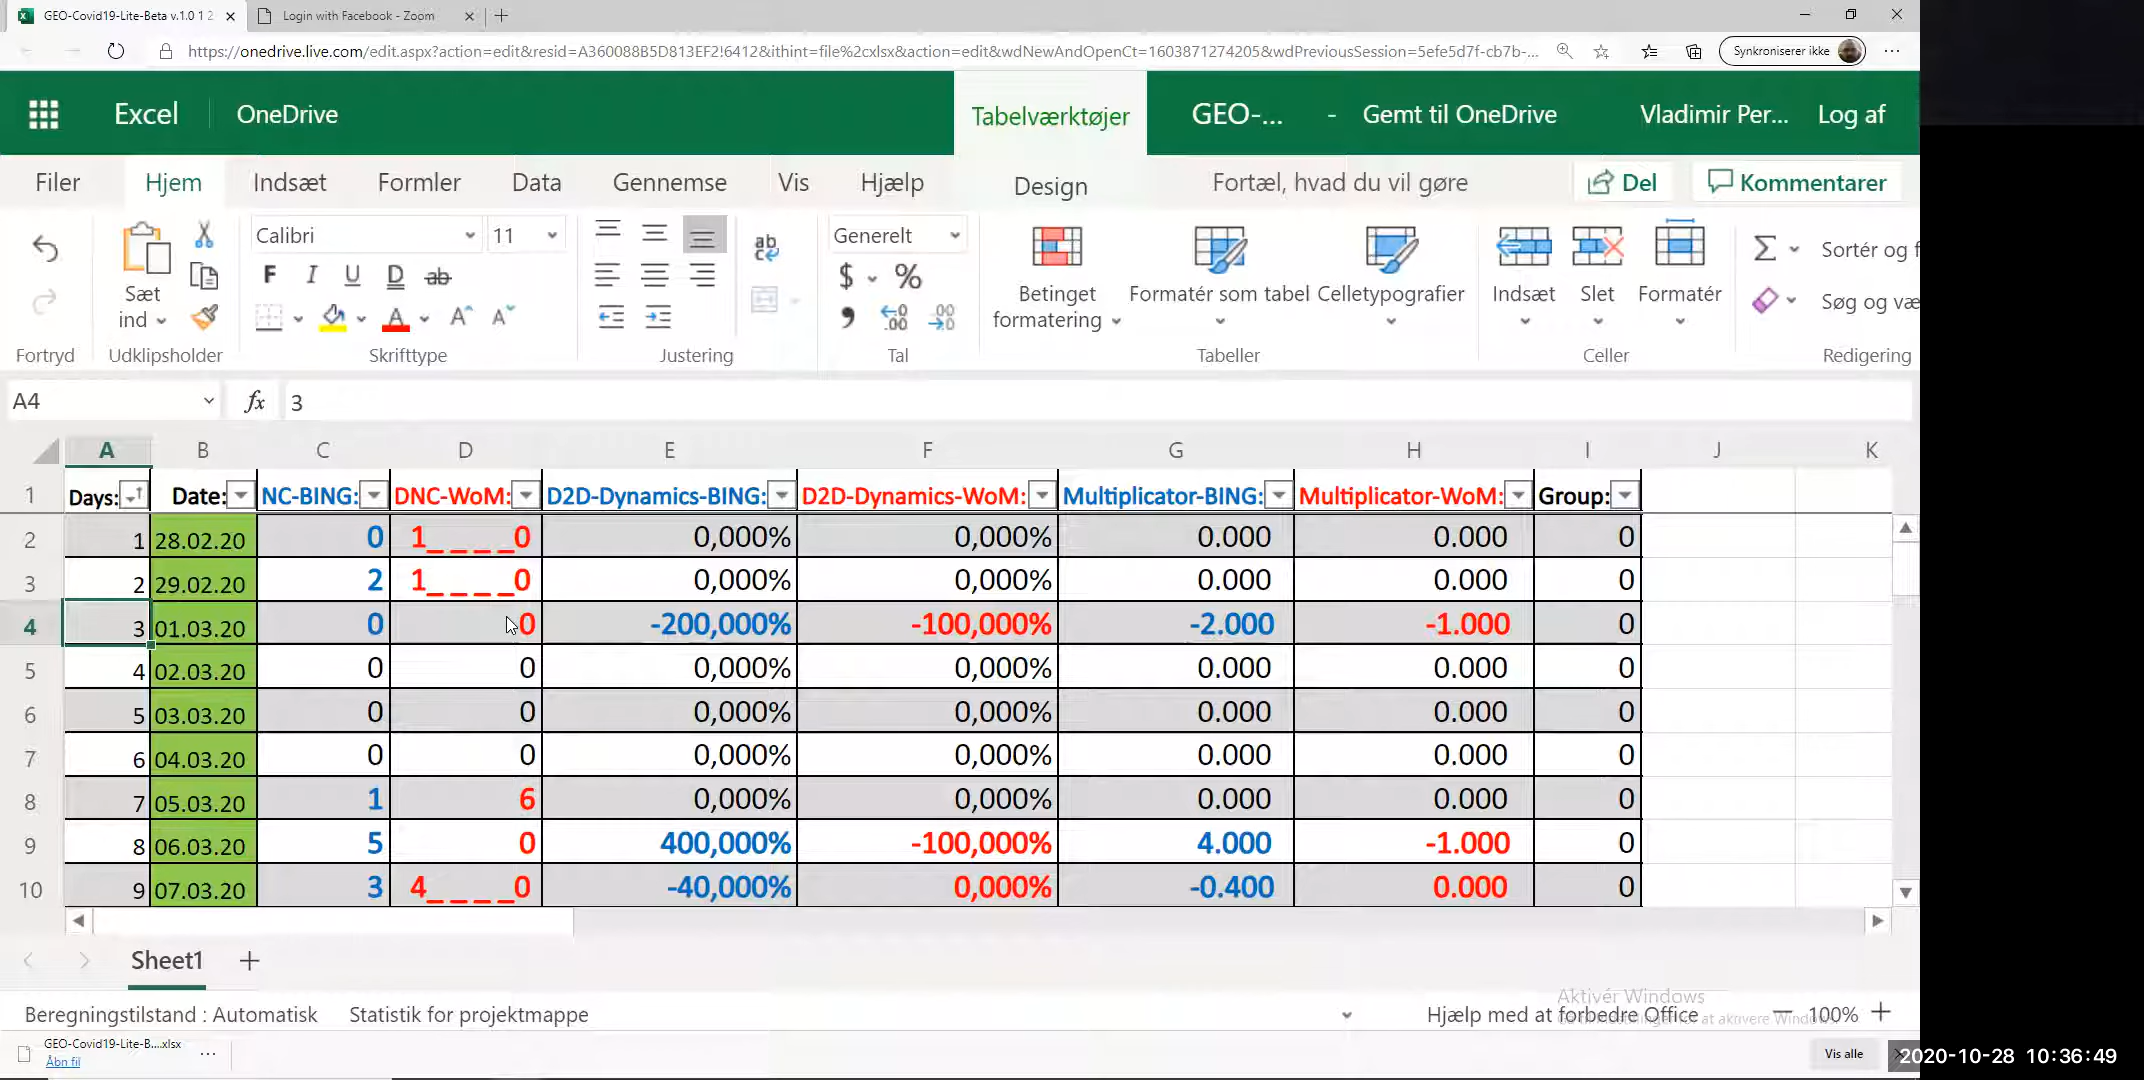 GEO-Covid19-Lite-Beta v.1.0 1 2
Login with Facebook - Zoom
https://onedrive.live.com/edit.aspx?action=edit&resid=A360088B5D813EF2!6412&ithint=file%2cxlsx&action=edit&wdNewAndOpenCt=1603871274205&wdPreviousSession=5efe5d7f-cb7b-...
Synkroniserer ikke
Excel OneDrive Tabelværktøjer GEO-... - Gemt til OneDrive Vladimir Per... Log af
Filer Hjem Indsæt Formler Data Gennemse Vis Hjælp Design Fortæl, hvad du vil gøre Del Kommentarer
Calibri 11 Generelt
Sortér og f
F I U D ab $ %
Sæt ind
Betinget formatering
Formatér som tabel
Celletypografier
Indsæt Slet Formatér
Søg og væ
Fortryd Udklipsholder Skrifttype Justering Tal Tabeller Celler Redigering
A4 fx 3
A B C D E F G H I J K
1 Days: Date: NC-BING: DNC-WoM: D2D-Dynamics-BING: D2D-Dynamics-WoM: Multiplicator-BING: Multiplicator-WoM: Group:
2 1 28.02.20 0 1____0 0,000% 0,000% 0.000 0.000 0
3 2 29.02.20 2 1____0 0,000% 0,000% 0.000 0.000 0
4 3 01.03.20 0 0 -200,000% -100,000% -2.000 -1.000 0
5 4 02.03.20 0 0 0,000% 0,000% 0.000 0.000 0
6 5 03.03.20 0 0 0,000% 0,000% 0.000 0.000 0
7 6 04.03.20 0 0 0,000% 0,000% 0.000 0.000 0
8 7 05.03.20 1 6 0,000% 0,000% 0.000 0.000 0
9 8 06.03.20 5 0 400,000% -100,000% 4.000 -1.000 0
10 9 07.03.20 3 4____0 -40,000% 0,000% -0.400 0.000 0
Sheet1
Aktivér Windows
Beregningstilstand : Automatisk Statistik for projektmappe Hjælp med at forbedre Office 100%
at aktivere Windows.
GEO-Covid19-Lite-B....xlsx
Åbn fil
Vis alle
2020-10-28 10:36:49